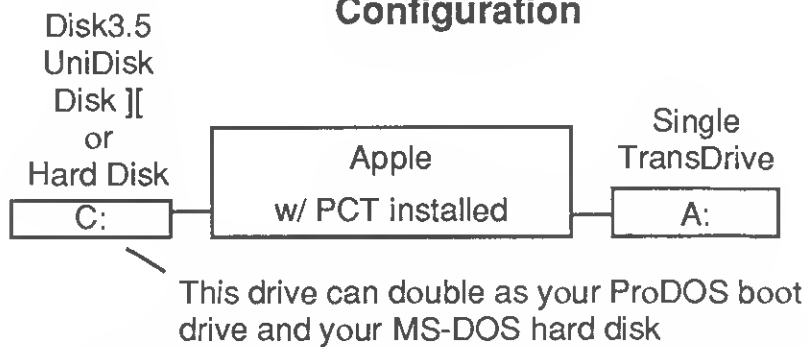 Configuration
Disk3.5
UniDisk
Disk ][
or
Hard Disk
C:
Apple
w/ PCT installed
Single
TransDrive
A:
This drive can double as your ProDOS boot
drive and your MS-DOS hard disk